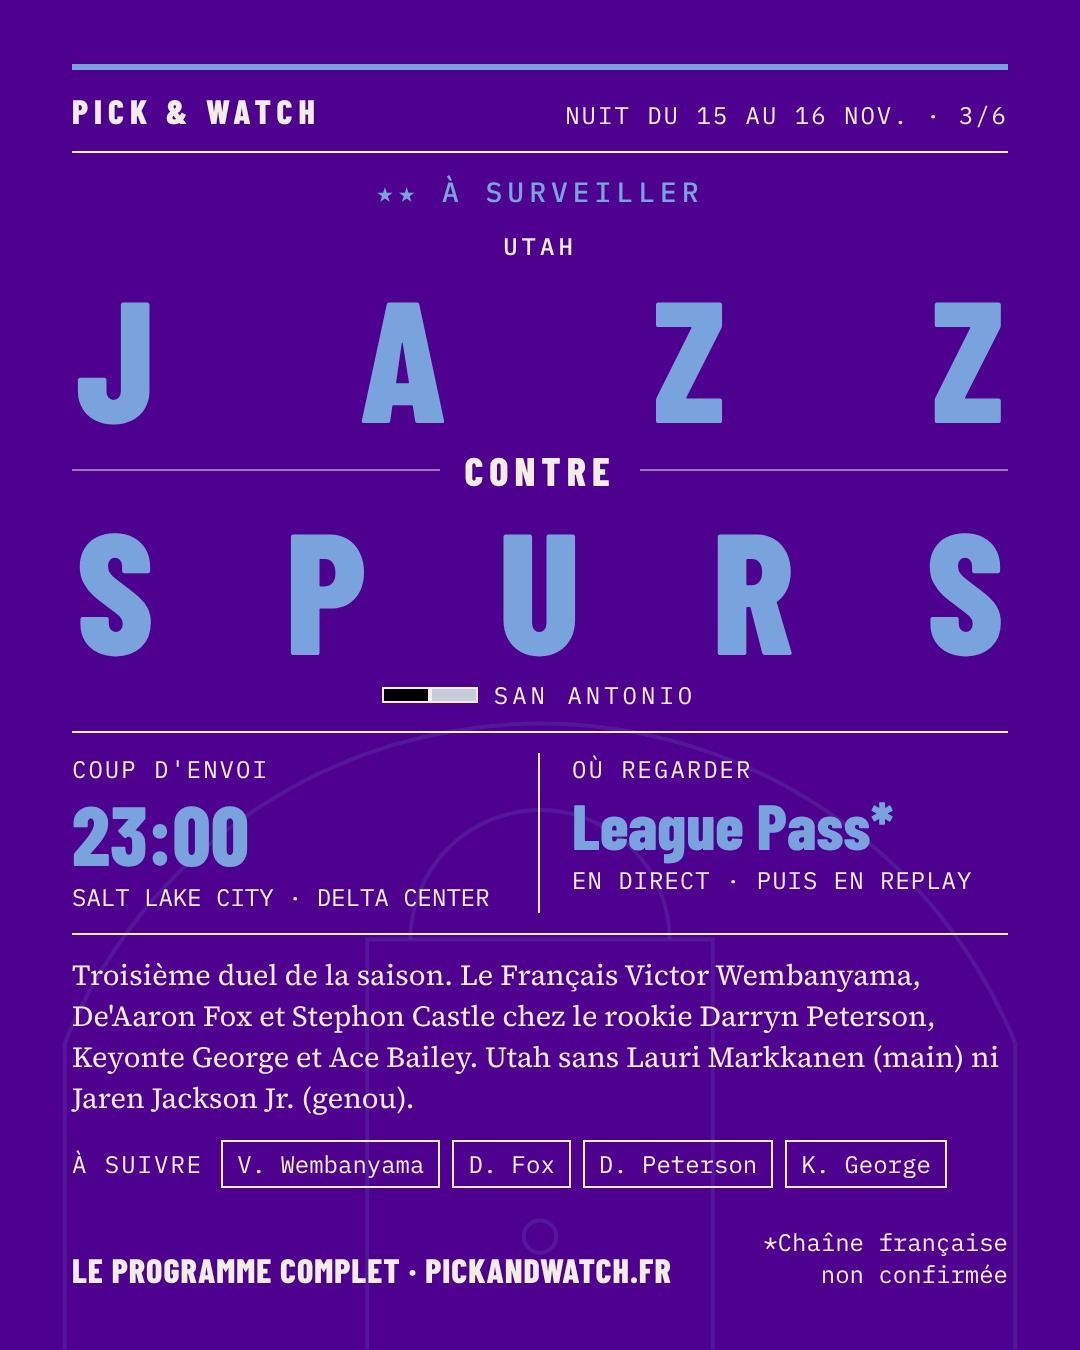 PICK & WATCH
NUIT DU 15 AU 16 NOV. · 3/6
★★ À SURVEILLER
UTAH
JAZZ
CONTRE
SPURS
SAN ANTONIO
COUP D'ENVOI
23:00
SALT LAKE CITY · DELTA CENTER
OÙ REGARDER
League Pass*
EN DIRECT · PUIS EN REPLAY
Troisième duel de la saison. Le Français Victor Wembanyama,
De'Aaron Fox et Stephon Castle chez le rookie Darryn Peterson,
Keyonte George et Ace Bailey. Utah sans Lauri Markkanen (main) ni
Jaren Jackson Jr. (genou).
À SUIVRE V. Wembanyama D. Fox D. Peterson K. George
LE PROGRAMME COMPLET · PICKANDWATCH.FR
*Chaîne française
non confirmée